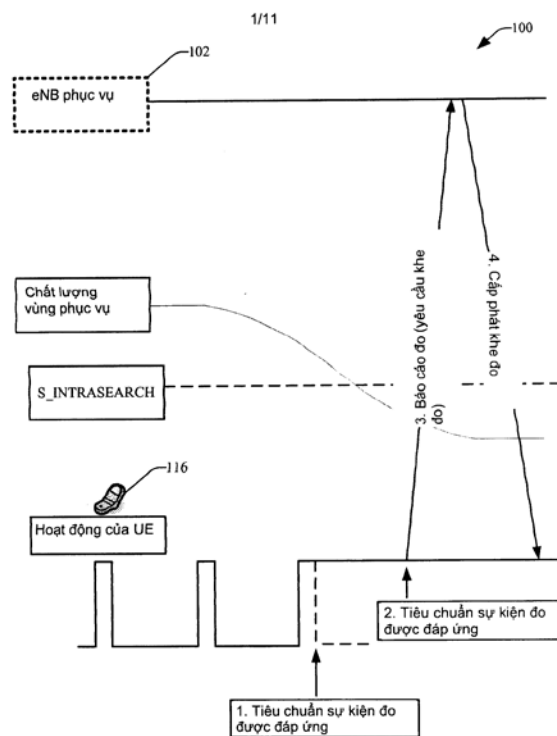 1/11
100
102
eNB phục vụ
Chất lượng
vùng phục vụ
S_INTRASEARCH
3. Báo cáo đo (yêu cầu khe
đo)
4. Cấp phát khe đo
116
Hoạt động của UE
2. Tiêu chuẩn sự kiện đo
được đáp ứng
1. Tiêu chuẩn sự kiện đo
được đáp ứng